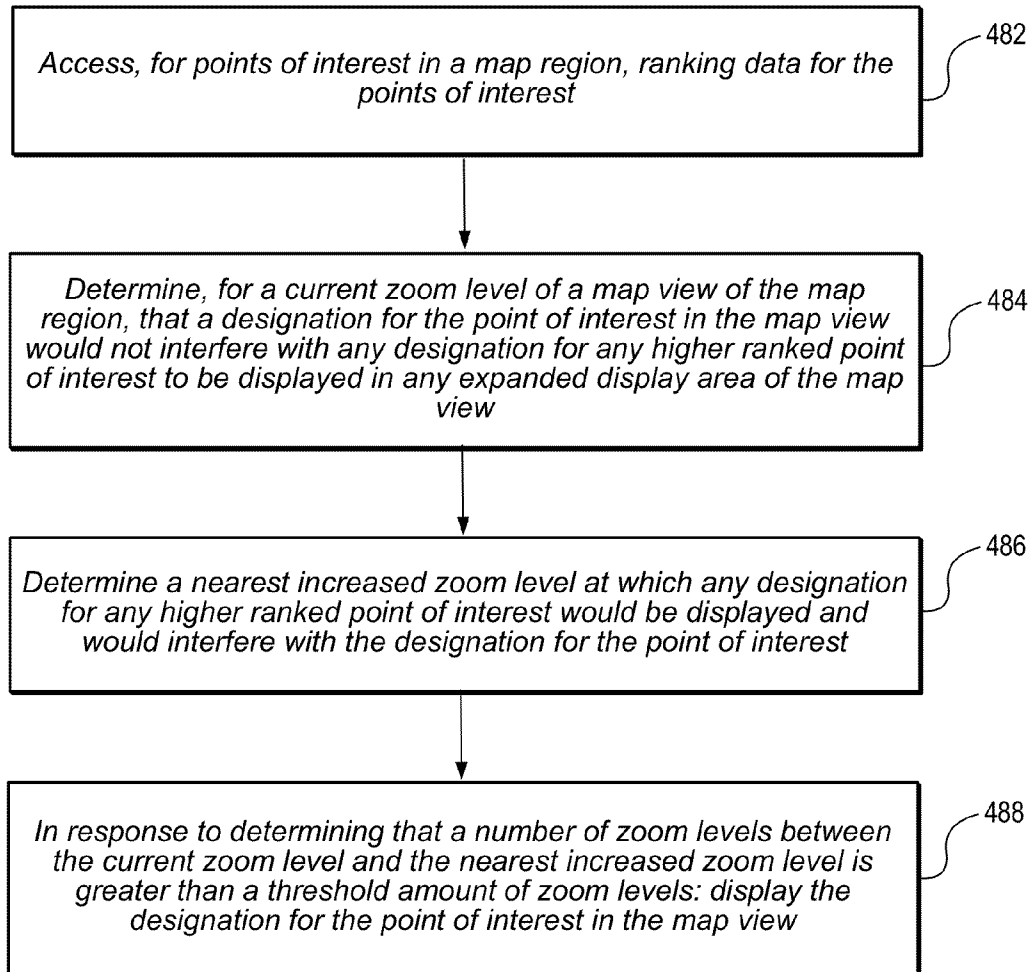 Access, for points of interest in a map region, ranking data for the
points of interest
482
Determine, for a current zoom level of a map view of the map
region, that a designation for the point of interest in the map view
would not interfere with any designation for any higher ranked point
of interest to be displayed in any expanded display area of the map
view
484
Determine a nearest increased zoom level at which any designation
for any higher ranked point of interest would be displayed and
would interfere with the designation for the point of interest
486
In response to determining that a number of zoom levels between
the current zoom level and the nearest increased zoom level is
greater than a threshold amount of zoom levels: display the
designation for the point of interest in the map view
488